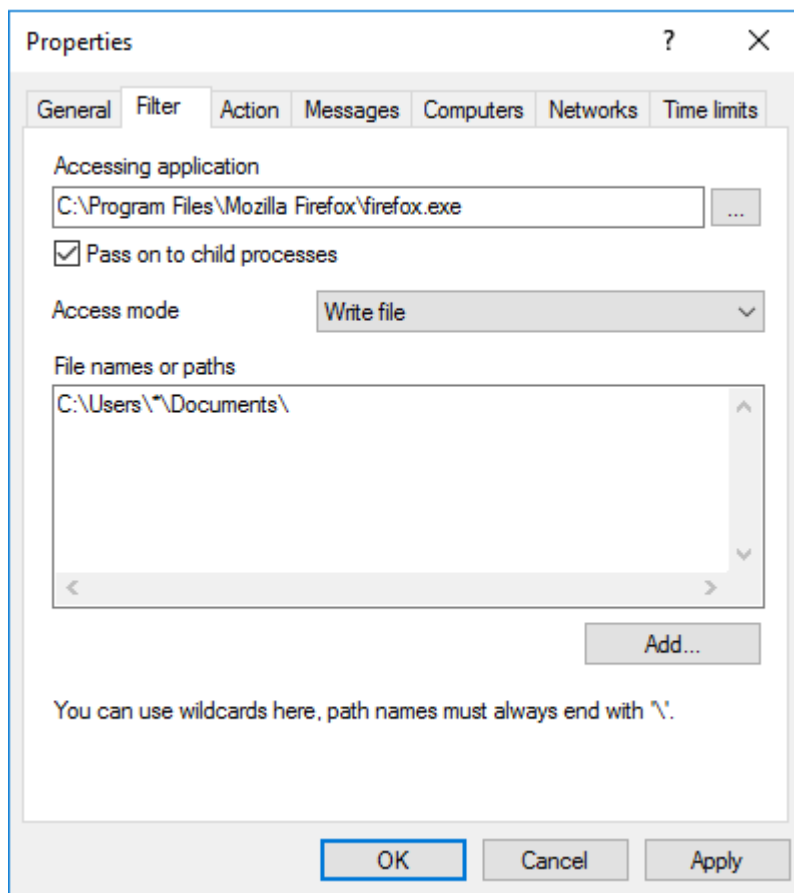 Properties
?
General Filter Action Messages Computers Networks Time limits
Accessing application
C:\Program Files\Mozilla Firefox\firefox.exe
...
Pass on to child processes
Access mode
Write file
File names or paths
C:\Users\*\Documents\
Add...
You can use wildcards here, path names must always end with '\'.
OK Cancel Apply